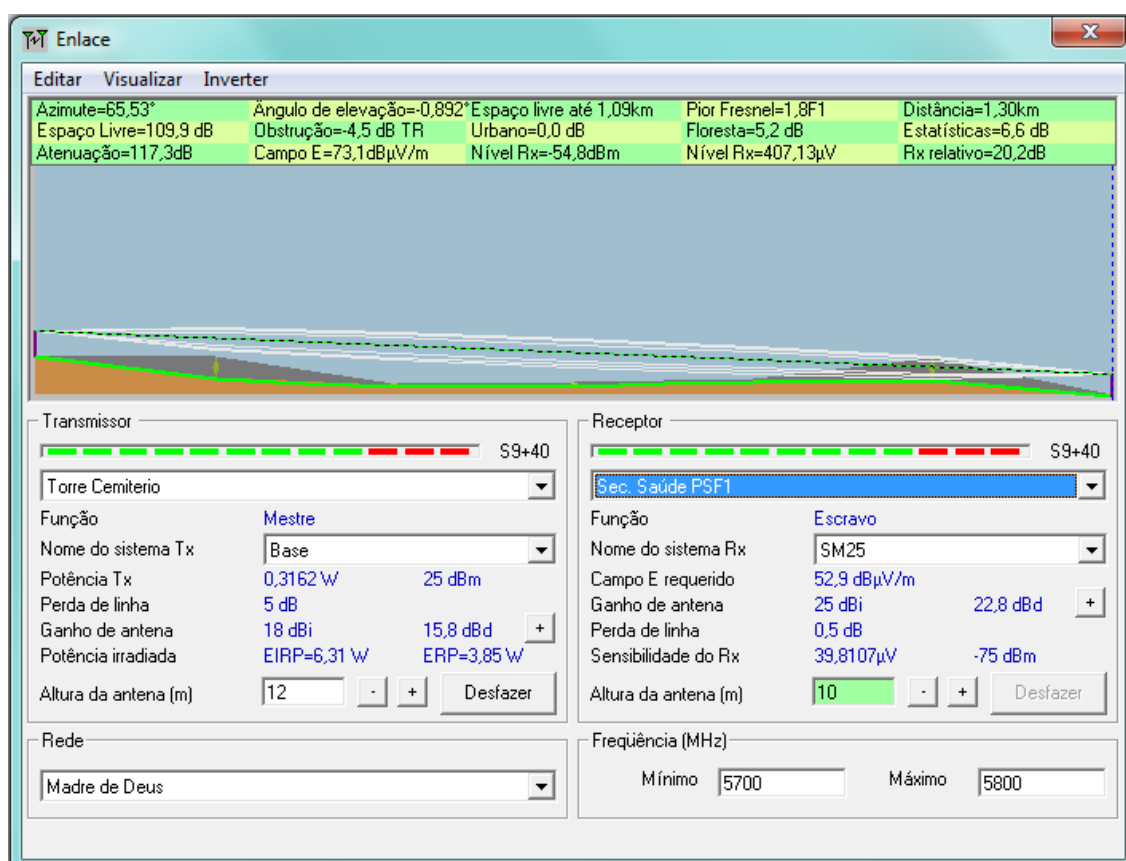 Enlace
Editar Visualizar Inverter
Azimute=65,53° Ângulo de elevação=-0,892° Espaço livre até 1,09km Pior Fresnel=1,8F1 Distância=1,30km
Espaço Livre=109,9 dB Obstrução=-4,5 dB TR Urbano=0,0 dB Floresta=5,2 dB Estatísticas=6,6 dB
Atenuação=117,3dB Campo E=73,1dBµV/m Nível Rx=-54,8dBm Nível Rx=407,13µV Rx relativo=20,2dB
Transmissor
S9+40
Torre Cemiterio
Função Mestre
Nome do sistema Tx Base
Potência Tx 0,3162 W 25 dBm
Perda de linha 5 dB
Ganho de antena 18 dBi 15,8 dBd +
Potência irradiada EIRP=6,31 W ERP=3,85 W
Altura da antena (m) 12 - + Desfazer
Receptor
S9+40
Sec. Saúde PSF1
Função Escravo
Nome do sistema Rx SM25
Campo E requerido 52,9 dBµV/m
Ganho de antena 25 dBi 22,8 dBd +
Perda de linha 0,5 dB
Sensibilidade do Rx 39,8107µV -75 dBm
Altura da antena (m) 10 - + Desfazer
Rede
Madre de Deus
Freqüência (MHz)
Mínimo 5700 Máximo 5800